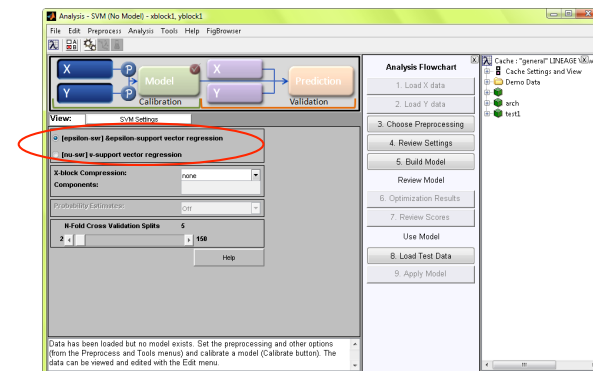 Analysis - SVM (No Model) - xblock1, yblock1
File Edit Preprocess Analysis Tools Help FigBrowser
X
P
Model
X
Prediction
Y
P
Y
Calibration
Validation
View:
SVM Settings
[epsilon-svr] &epsilon-support vector regression
[nu-svr] v-support vector regression
X-block Compression:
none
Components:
Probability Estimates:
Off
N-Fold Cross Validation Splits 5
2
150
Help
Data has been loaded but no model exists. Set the preprocessing and other options
(from the Preprocess and Tools menus) and calibrate a model (Calibrate button). The
data can be viewed and edited with the Edit menu.
Analysis Flowchart
1. Load X data
2. Load Y data
3. Choose Preprocessing
4. Review Settings
5. Build Model
Review Model
6. Optimization Results
7. Review Scores
Use Model
8. Load Test Data
9. Apply Model
Cache : "general" LINEAGE
Cache Settings and View
Demo Data
arch
test1